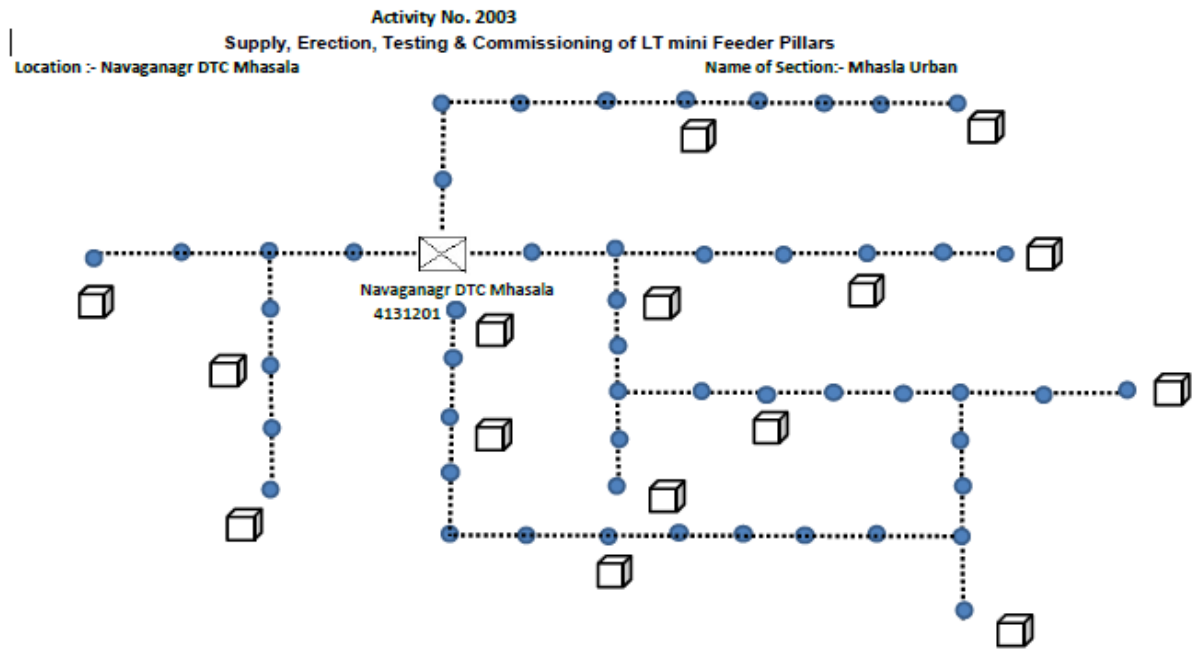 Activity No. 2003
Supply, Erection, Testing & Commissioning of LT mini Feeder Pillars
Location :- Navaganagr DTC Mhasala Name of Section:- Mhasla Urban
Navaganagr DTC Mhasala
4131201